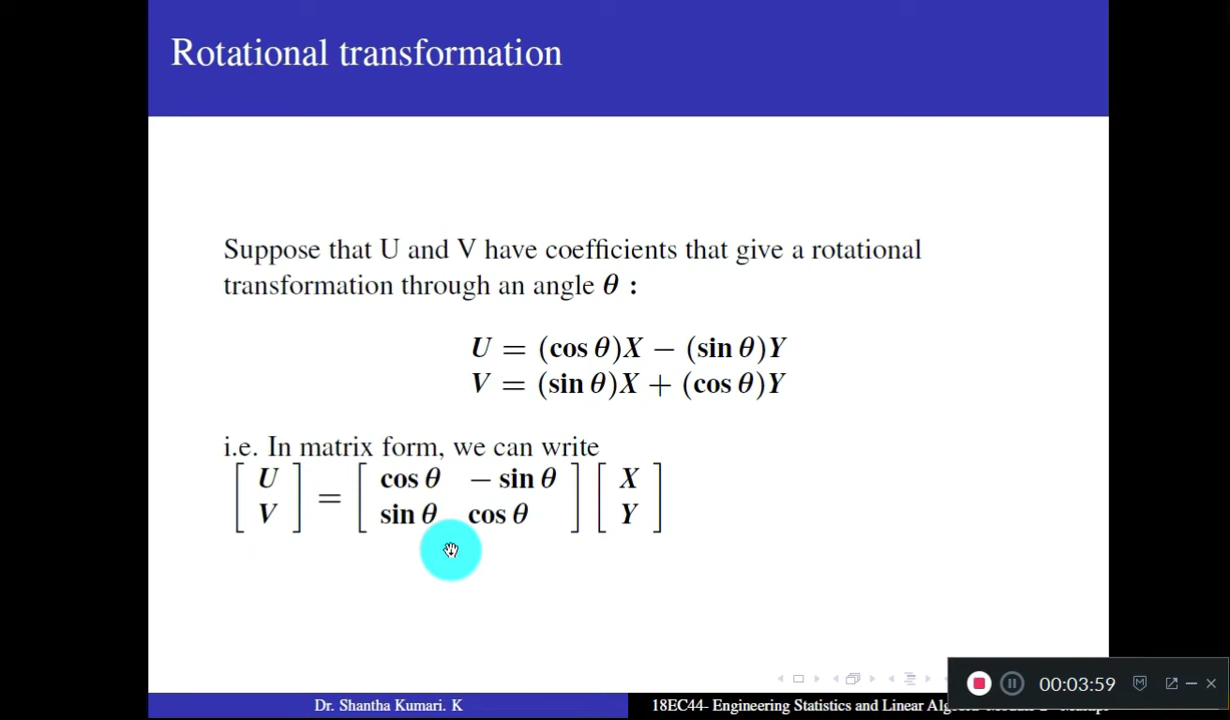 Rotational transformation
Suppose that U and V have coefficients that give a rotational
transformation through an angle θ :
U = (cos θ)X − (sin θ)Y
V = (sin θ)X + (cos θ)Y
i.e. In matrix form, we can write
[ U ] = [ cos θ − sin θ ] [ X ]
[ V ] [ sin θ cos θ ] [ Y ]
00:03:59
Dr. Shantha Kumari. K
18EC44- Engineering Statistics and Linear